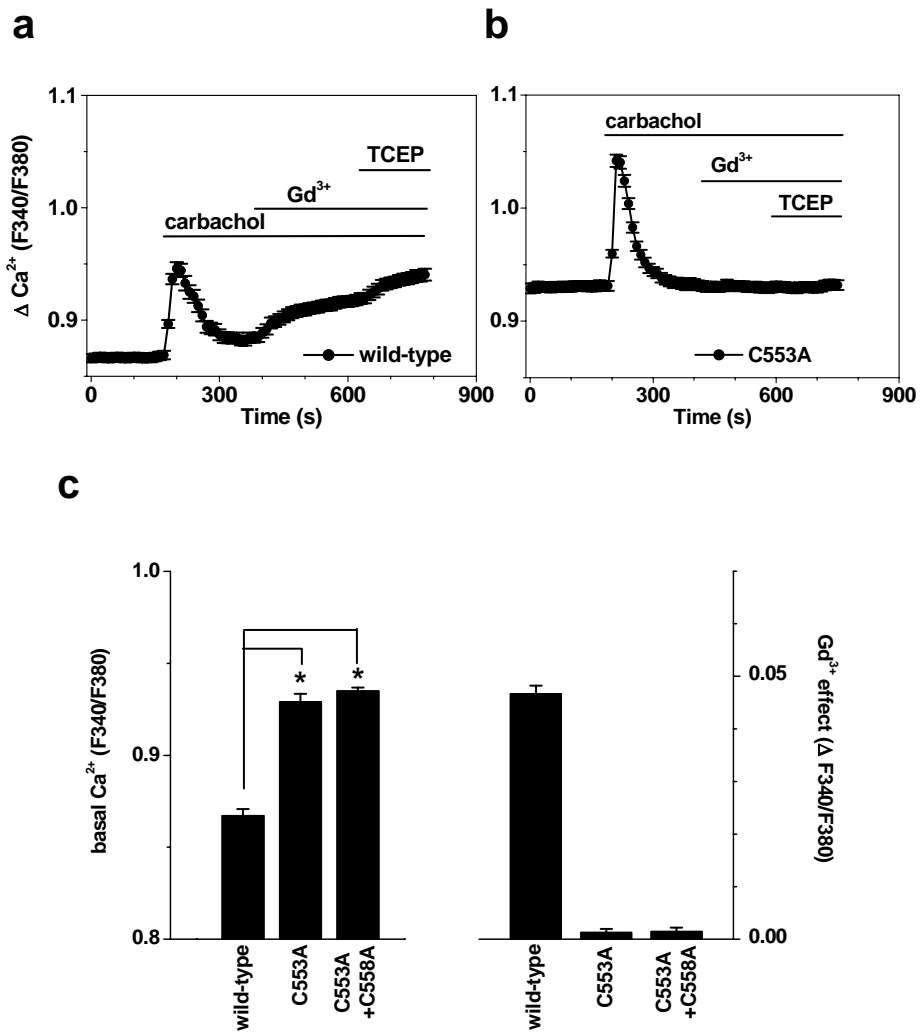 a
1.1
1.0
0.9
Δ Ca²⁺ (F340/F380)
TCEP
Gd³⁺
carbachol
wild-type
0 300 600 900
Time (s)
b
1.1
1.0
0.9
carbachol
Gd³⁺
TCEP
C553A
0 300 600 900
Time (s)
c
1.0
0.9
0.8
basal Ca²⁺ (F340/F380)
* *
wild-type
C553A
C553A
+C558A
0.05
0.00
Gd³⁺ effect (Δ F340/F380)
wild-type
C553A
C553A
+C558A